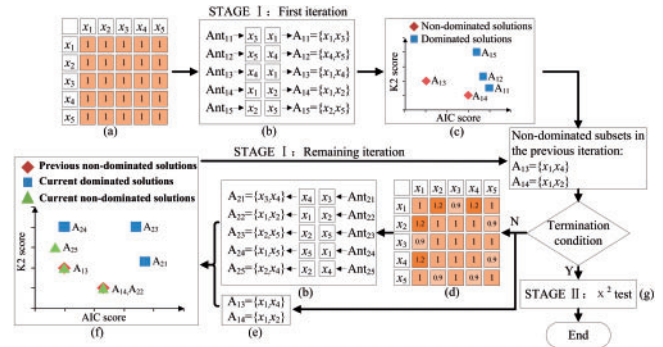 STAGE Ⅰ: First iteration
x1 x2 x3 x4 x5
x1 1 1 1 1 1
x2 1 1 1 1 1
x3 1 1 1 1 1
x4 1 1 1 1 1
x5 1 1 1 1 1
(a)
Ant11 x3 x1 A11={x1,x3}
Ant12 x5 x4 A12={x4,x5}
Ant13 x4 x1 A13={x1,x4}
Ant14 x1 x2 A14={x1,x2}
Ant15 x2 x5 A15={x2,x5}
(b)
Non-dominated solutions
Dominated solutions
K2 score
A15
A12
A13
A11
A14
AIC score
(c)
Non-dominated subsets in
the previous iteration:
A13={x1,x4}
A14={x1,x2}
STAGE Ⅰ: Remaining iteration
Previous non-dominated solutions
Current dominated solutions
Current non-dominated solutions
K2 score
A24
A23
A25
A21
A13
A14,A22
AIC score
(f)
A21={x3,x4} x4 x3 Ant21
A22={x1,x2} x1 x2 Ant22
A23={x2,x5} x2 x5 Ant23
A24={x1,x5} x5 x1 Ant24
A25={x2,x4} x2 x4 Ant25
(b)
A13={x1,x4}
A14={x1,x2}
(e)
x1 x2 x3 x4 x5
x1 1 1.2 0.9 1.2 1
x2 1.2 1 1 1 0.9
x3 0.9 1 1 1 1
x4 1.2 1 1 1 1
x5 1 0.9 1 0.9 1
(d)
N
Termination
condition
Y
STAGE Ⅱ: x² test
(g)
End